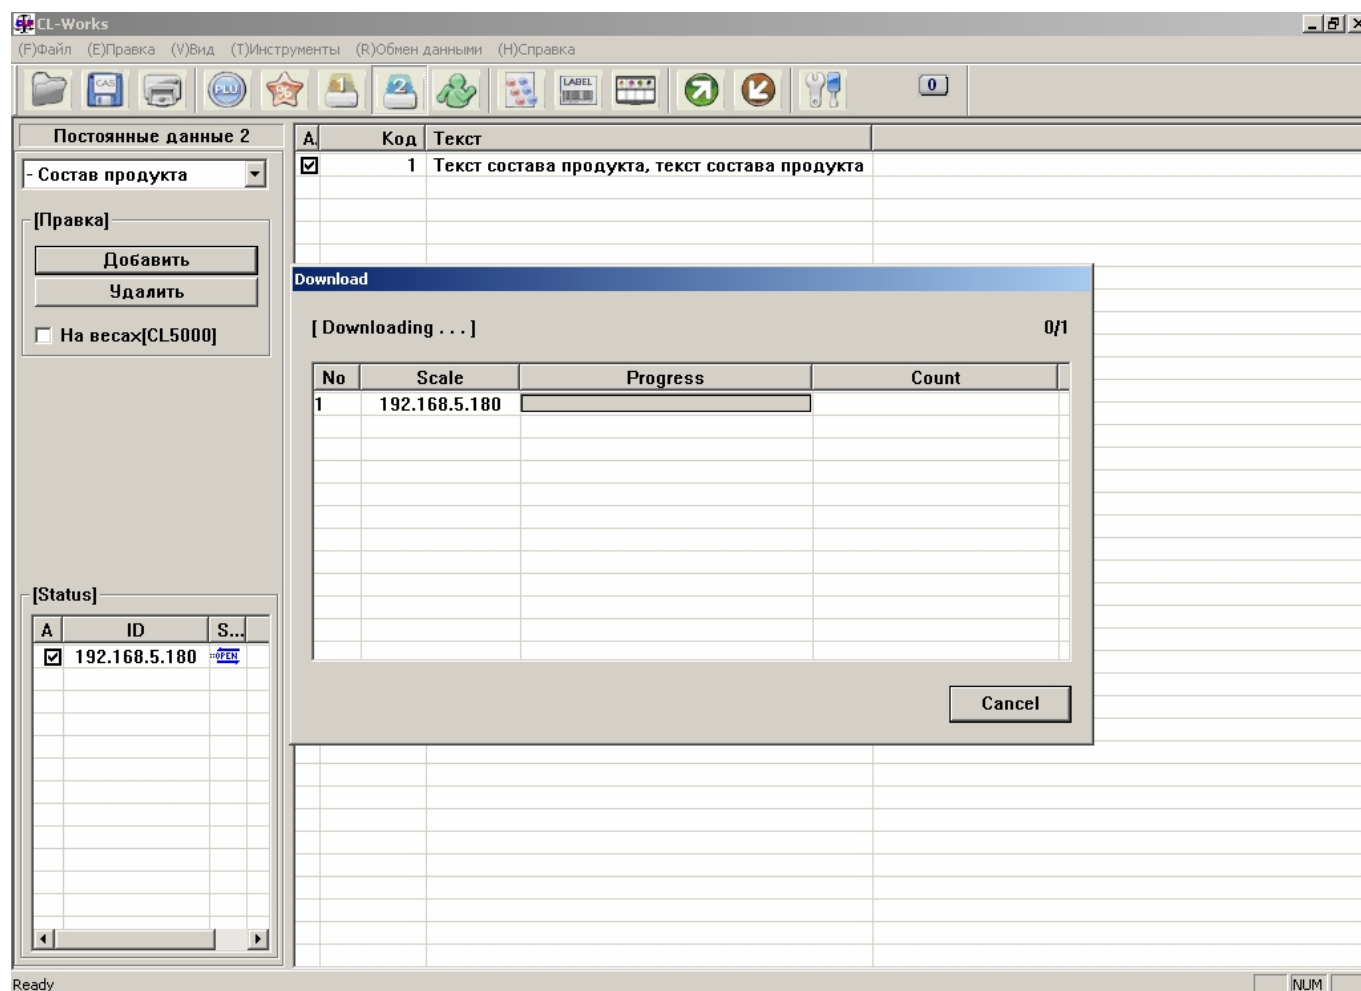 CL-Works
(F)Файл (E)Правка (V)Вид (T)Инструменты (R)Обмен данными (H)Справка
CAS PLU % 1 2 LABEL 0
Постоянные данные 2
А. Код Текст
- Состав продукта
1 Текст состава продукта, текст состава продукта
[Правка]
Добавить
Удалить
На весах[CL5000]
Download
[ Downloading . . . ] 0/1
No Scale Progress Count
1 192.168.5.180
Cancel
[Status]
A ID S...
192.168.5.180 OPEN
Ready NUM